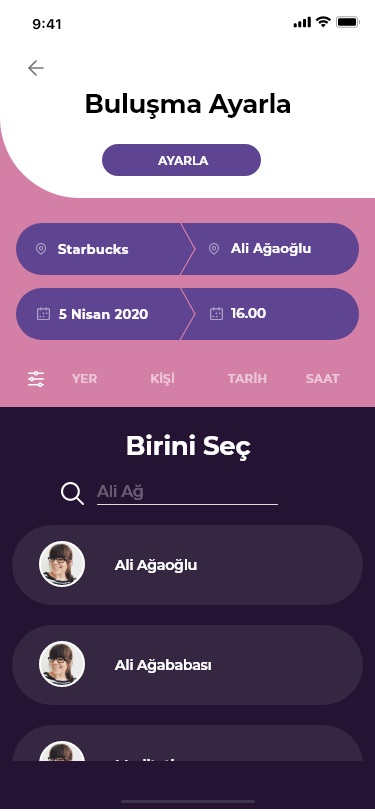 9:41
Buluşma Ayarla
AYARLA
Starbucks
Ali Ağaoğlu
5 Nisan 2020
16.00
YER KİŞİ TARİH SAAT
Birini Seç
Ali Ağ
Ali Ağaoğlu
Ali Ağababası